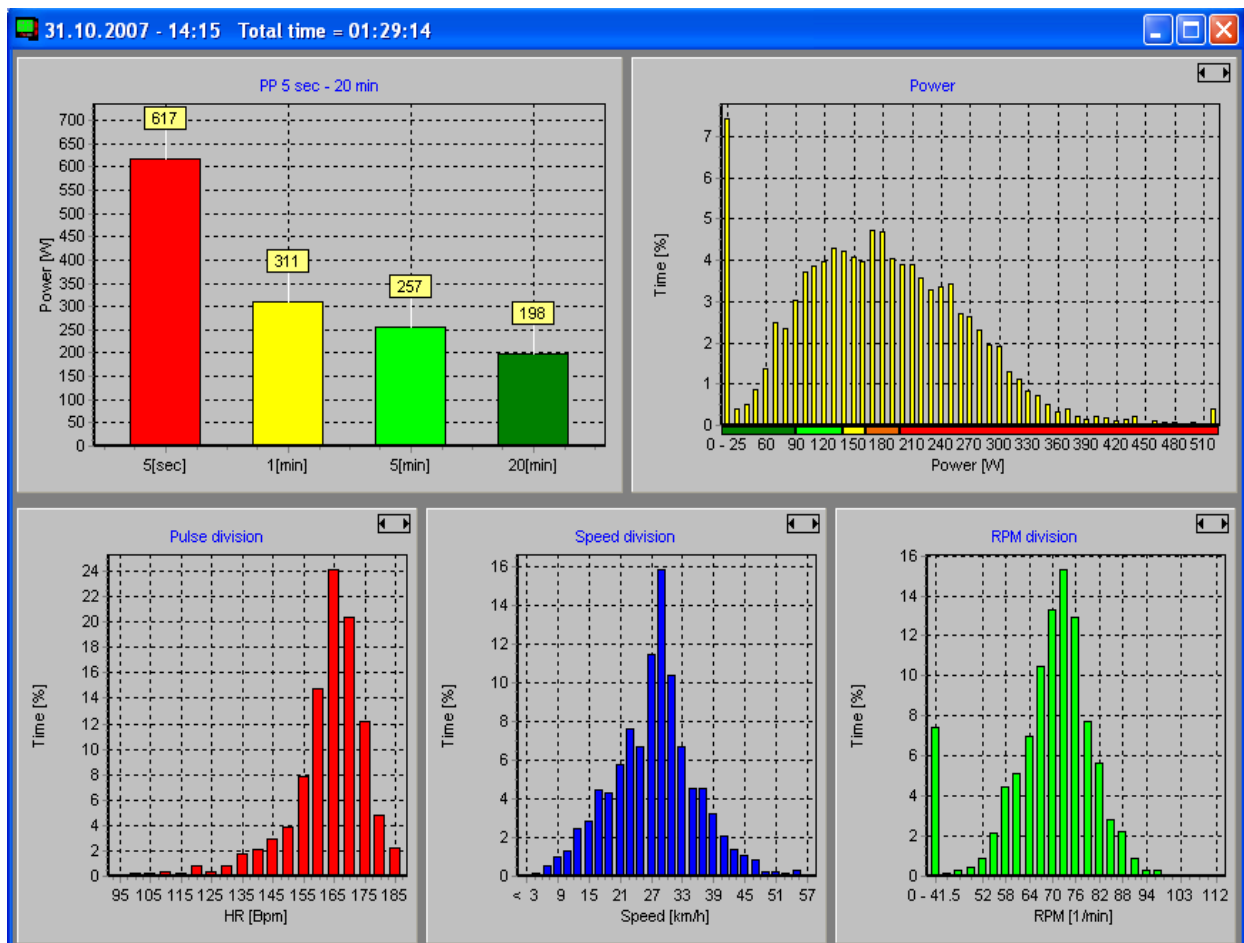 31.10.2007 - 14:15 Total time = 01:29:14
PP 5 sec - 20 min
Power [W]
700
650
600
550
500
450
400
350
300
250
200
150
100
50
0
617
311
257
198
5[sec] 1[min] 5[min] 20[min]
Power
Time [%]
7
6
5
4
3
2
1
0
0 - 25 60 90 120 150 180 210 240 270 300 330 360 390 420 450 480 510
Power [W]
Pulse division
Time [%]
24
22
20
18
16
14
12
10
8
6
4
2
0
95 105 115 125 135 145 155 165 175 185
HR [Bpm]
Speed division
Time [%]
16
14
12
10
8
6
4
2
0
< 3 9 15 21 27 33 39 45 51 57
Speed [km/h]
RPM division
Time [%]
16
14
12
10
8
6
4
2
0
0 - 41.5 52 58 64 70 76 82 88 94 103 112
RPM [1/min]